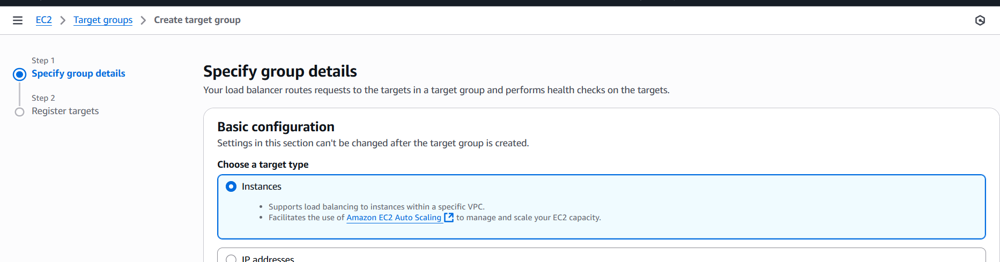 EC2 > Target groups > Create target group
Step 1
Specify group details
Step 2
Register targets
Specify group details
Your load balancer routes requests to the targets in a target group and performs health checks on the targets.
Basic configuration
Settings in this section can't be changed after the target group is created.
Choose a target type
Instances
• Supports load balancing to instances within a specific VPC.
• Facilitates the use of Amazon EC2 Auto Scaling to manage and scale your EC2 capacity.
IP addresses